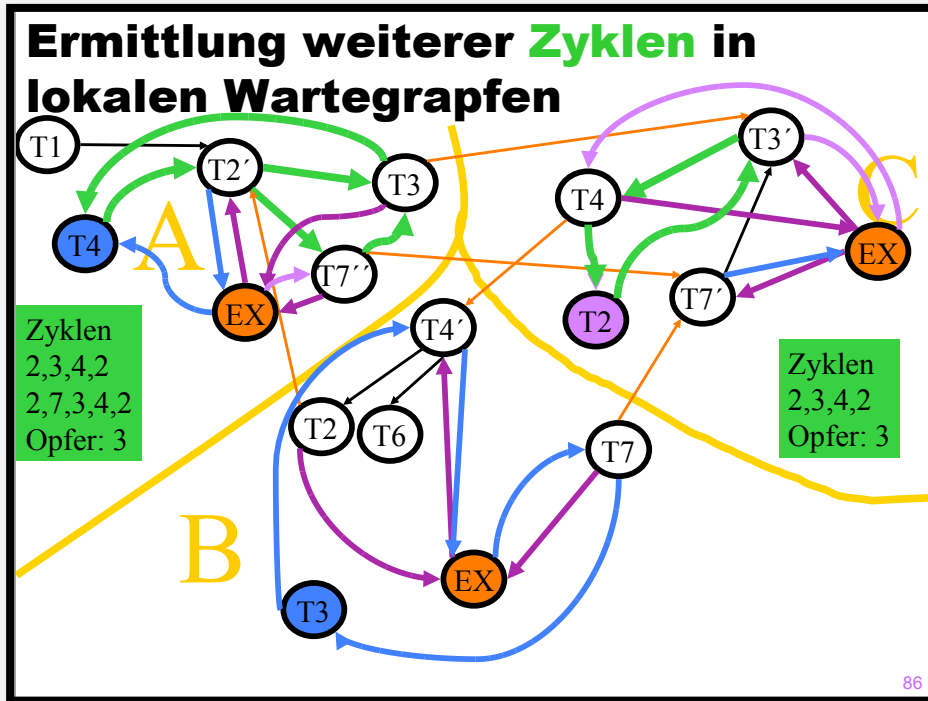 Ermittlung weiterer Zyklen in
lokalen Wartegrapfen
T1
T2´
T3
T4
A
EX
T7´´
Zyklen
2,3,4,2
2,7,3,4,2
Opfer: 3
T3´
T4
C
EX
T2
T7´
Zyklen
2,3,4,2
Opfer: 3
T4´
T2
T6
T7
B
EX
T3
86